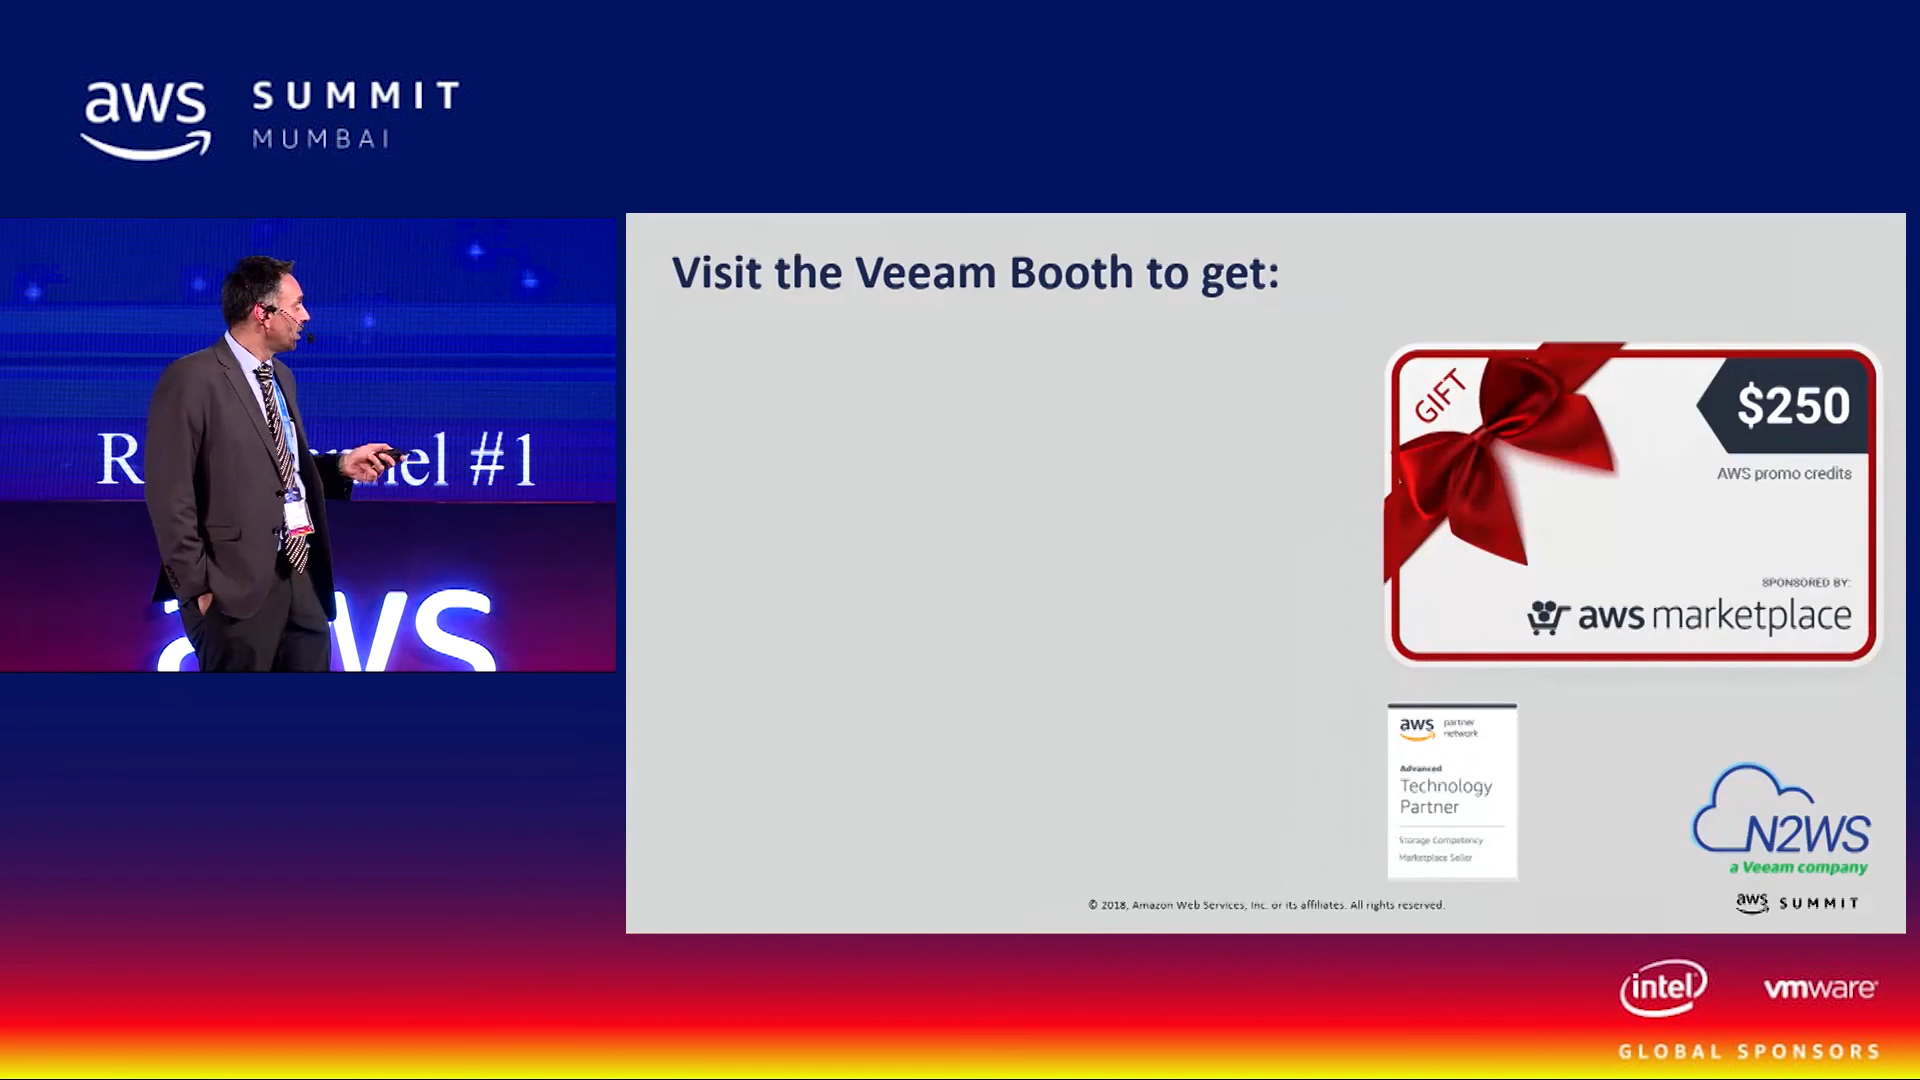 aws SUMMIT
MUMBAI
#1
aws
Visit the Veeam Booth to get:
GIFT
$250
AWS promo credits
SPONSORED BY:
aws marketplace
aws partner
network
Advanced
Technology
Partner
Storage Competency
Marketplace Seller
N2WS
a Veeam company
© 2018, Amazon Web Services, Inc. or its affiliates. All rights reserved.
aws SUMMIT
intel
vmware
GLOBAL SPONSORS